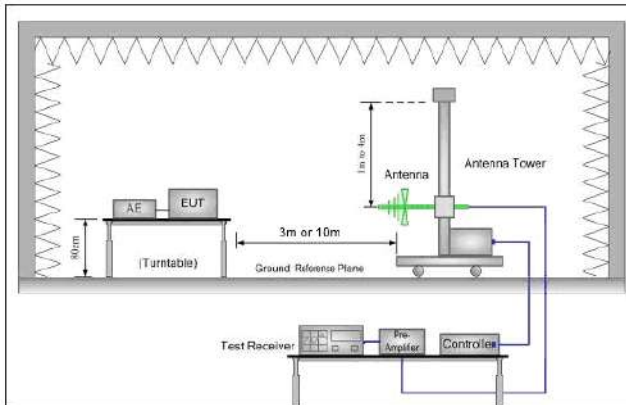 1m to 4m
Antenna
Antenna Tower
AE
EUT
80cm
(Turntable)
3m or 10m
Ground Reference Plane
Test Receiver
Pre-
Amplifier
Controller